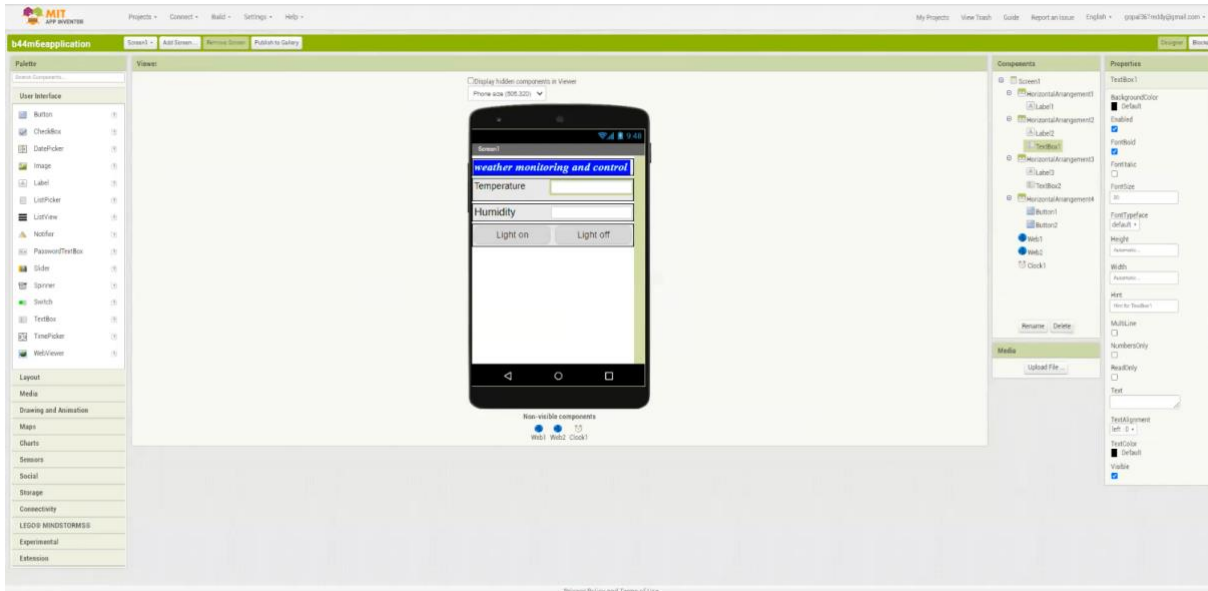 MIT
APP INVENTOR
Projects Connect Build Settings Help
My Projects View Trash Guide Report an Issue English
b44m6eapplication
Screen1 Add Screen... Remove Screen Publish to Gallery
Designer Blocks
Palette
Search Components...
User Interface
Button
CheckBox
DatePicker
Image
Label
ListPicker
ListView
Notifier
PasswordTextBox
Slider
Spinner
Switch
TextBox
TimePicker
WebViewer
Layout
Media
Drawing and Animation
Maps
Charts
Sensors
Social
Storage
Connectivity
LEGO® MINDSTORMS®
Experimental
Extension
Viewer
Display hidden components in Viewer
Phone size (505,320)
9:48
Screen1
weather monitoring and control
Temperature
Humidity
Light on Light off
Non-visible components
Web1 Web2 Clock1
Components
Screen1
HorizontalArrangement1
Label1
HorizontalArrangement2
Label2
TextBox1
HorizontalArrangement3
Label3
TextBox2
HorizontalArrangement4
Button1
Button2
Web1
Web2
Clock1
Rename Delete
Media
Upload File ...
Properties
TextBox1
BackgroundColor
Default
Enabled
FontBold
FontItalic
FontSize
FontTypeface
default
Height
Automatic...
Width
Automatic...
Hint
Hint for TextBox1
MultiLine
NumbersOnly
ReadOnly
Text
TextAlignment
left : 0
TextColor
Default
Visible